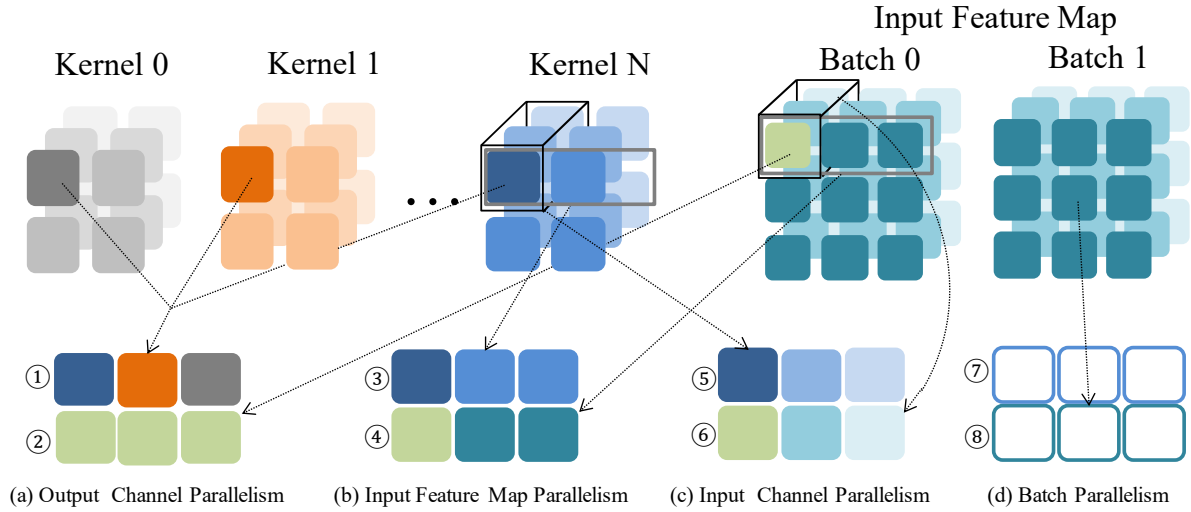 Input Feature Map
Kernel 0
Kernel 1
Kernel N
Batch 0
Batch 1
• • •
①
②
③
④
⑤
⑥
⑦
⑧
(a) Output Channel Parallelism
(b) Input Feature Map Parallelism
(c) Input Channel Parallelism
(d) Batch Parallelism